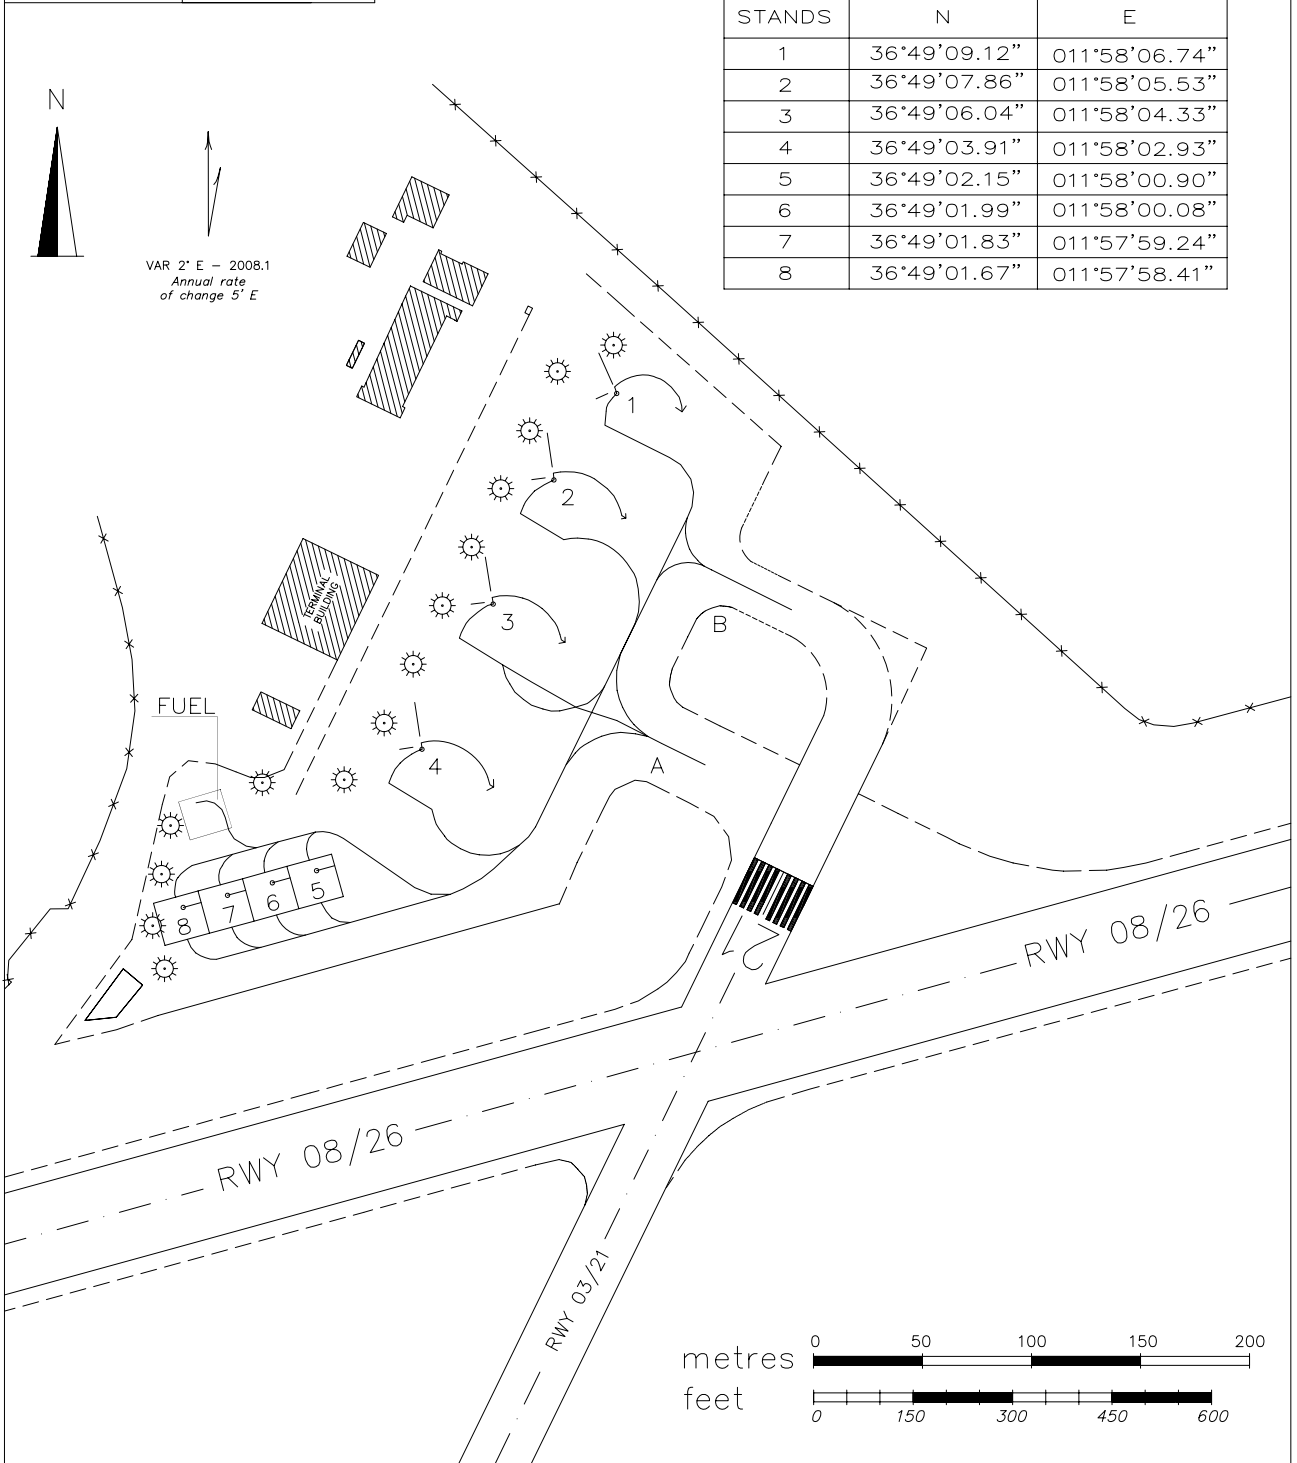 STANDS N E
1 36°49'09.12" 011°58'06.74"
2 36°49'07.86" 011°58'05.53"
3 36°49'06.04" 011°58'04.33"
4 36°49'03.91" 011°58'02.93"
5 36°49'02.15" 011°58'00.90"
6 36°49'01.99" 011°58'00.08"
7 36°49'01.83" 011°57'59.24"
8 36°49'01.67" 011°57'58.41"
N
VAR 2° E – 2008.1
Annual rate
of change 5' E
1
2
3
TERMINAL
BUILDING
B
FUEL
4
A
5
6
7
8
21
RWY 08/26
RWY 08/26
RWY 03/21
metres 0 50 100 150 200
feet 0 150 300 450 600